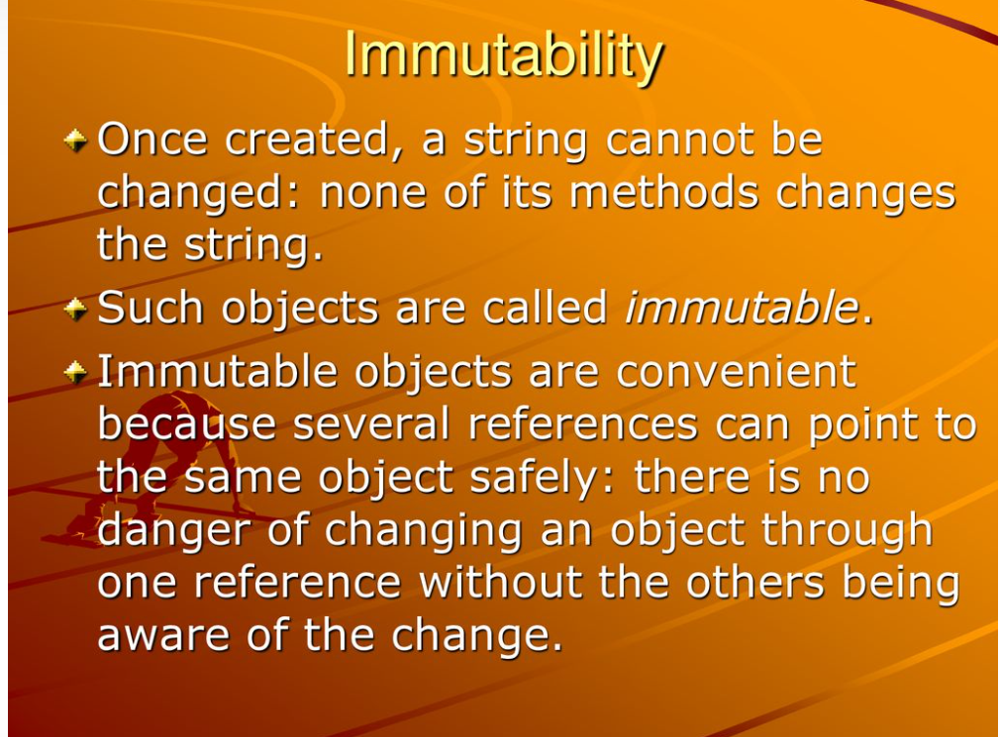 Immutability
Once created, a string cannot be
changed: none of its methods changes
the string.
Such objects are called immutable.
Immutable objects are convenient
because several references can point to
the same object safely: there is no
danger of changing an object through
one reference without the others being
aware of the change.